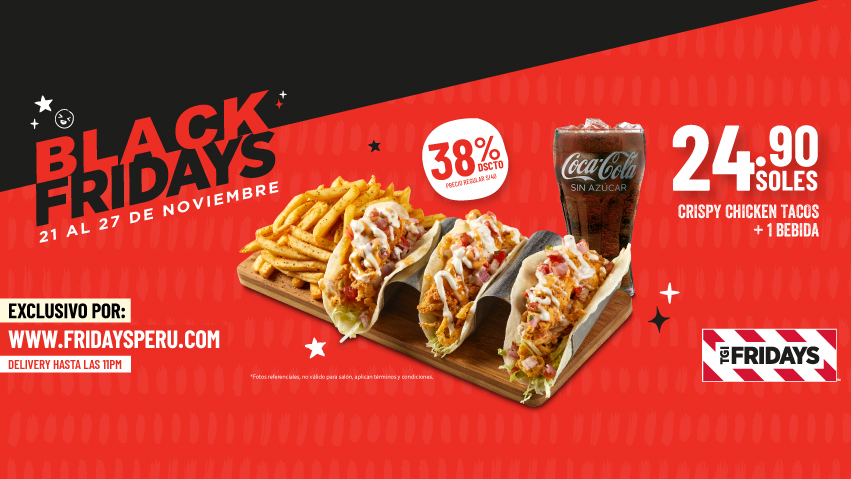 BLACK
FRIDAYS
21 AL 27 DE NOVIEMBRE
EXCLUSIVO POR:
WWW.FRIDAYSPERU.COM
DELIVERY HASTA LAS 11PM
38%
DSCTO
PRECIO REGULAR S/40
Coca-Cola
SIN AZÚCAR
24.90
SOLES
CRISPY CHICKEN TACOS
+ 1 BEBIDA
TGI FRIDAYS
*Fotos referenciales, no válido para salón, aplican términos y condiciones.